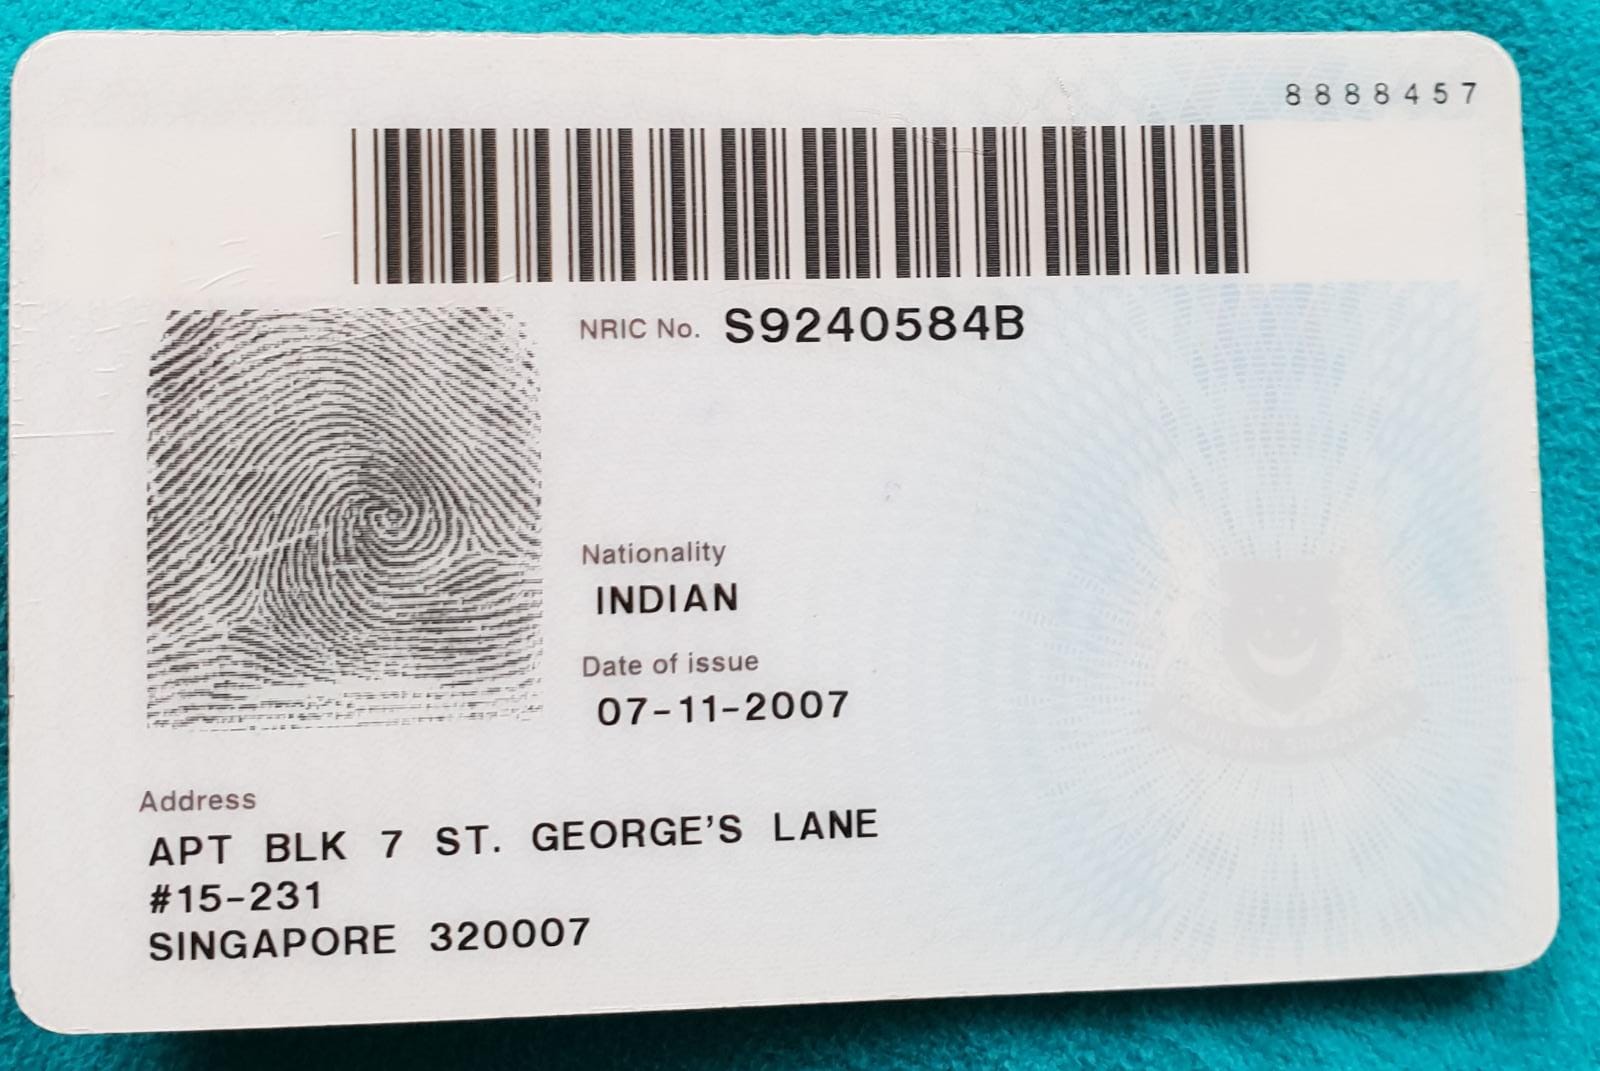 8888457
NRIC No. S9240584B
Nationality
INDIAN
Date of issue
07-11-2007
Address
APT BLK 7 ST. GEORGE'S LANE
#15-231
SINGAPORE 320007